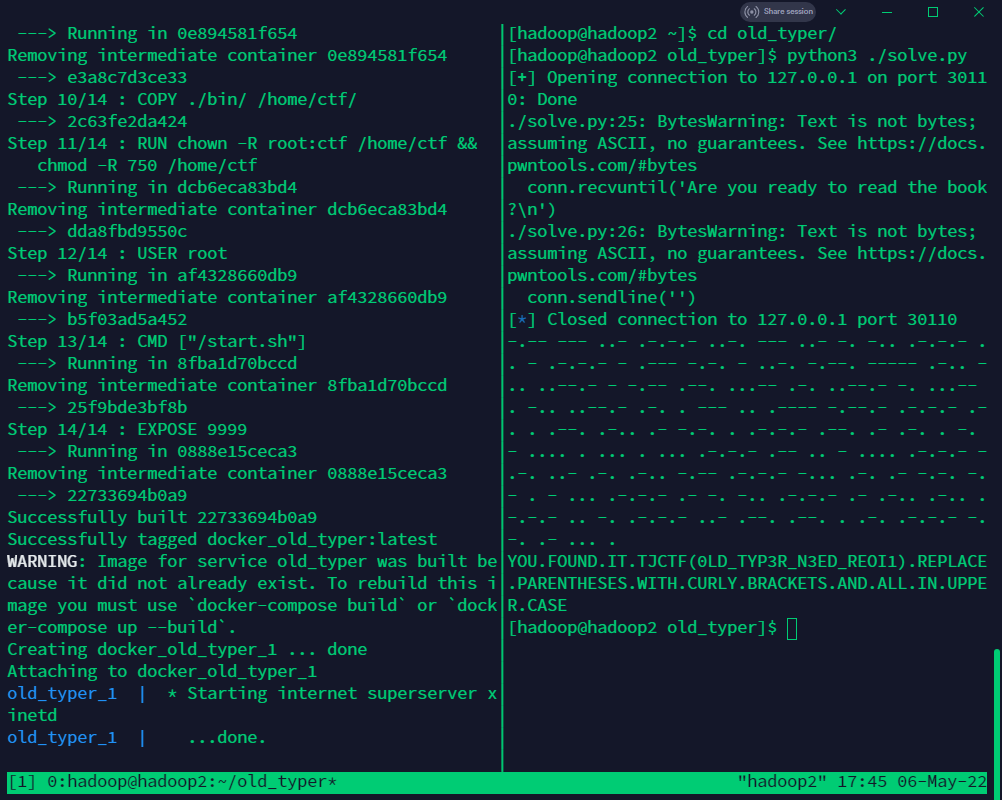 Share session
---> Running in 0e894581f654
Removing intermediate container 0e894581f654
---> e3a8c7d3ce33
Step 10/14 : COPY ./bin/ /home/ctf/
---> 2c63fe2da424
Step 11/14 : RUN chown -R root:ctf /home/ctf &&
chmod -R 750 /home/ctf
---> Running in dcb6eca83bd4
Removing intermediate container dcb6eca83bd4
---> dda8fbd9550c
Step 12/14 : USER root
---> Running in af4328660db9
Removing intermediate container af4328660db9
---> b5f03ad5a452
Step 13/14 : CMD ["/start.sh"]
---> Running in 8fba1d70bccd
Removing intermediate container 8fba1d70bccd
---> 25f9bde3bf8b
Step 14/14 : EXPOSE 9999
---> Running in 0888e15ceca3
Removing intermediate container 0888e15ceca3
---> 22733694b0a9
Successfully built 22733694b0a9
Successfully tagged docker_old_typer:latest
WARNING: Image for service old_typer was built be
cause it did not already exist. To rebuild this i
mage you must use `docker-compose build` or `dock
er-compose up --build`.
Creating docker_old_typer_1 ... done
Attaching to docker_old_typer_1
old_typer_1  |  * Starting internet superserver x
inetd
old_typer_1  |    ...done.
[hadoop@hadoop2 ~]$ cd old_typer/
[hadoop@hadoop2 old_typer]$ python3 ./solve.py
[+] Opening connection to 127.0.0.1 on port 3011
0: Done
./solve.py:25: BytesWarning: Text is not bytes;
assuming ASCII, no guarantees. See https://docs.
pwntools.com/#bytes
conn.recvuntil('Are you ready to read the book
?\n')
./solve.py:26: BytesWarning: Text is not bytes;
assuming ASCII, no guarantees. See https://docs.
pwntools.com/#bytes
conn.sendline('')
[*] Closed connection to 127.0.0.1 port 30110
-.-- --- ..- .-.-.- ..-. --- ..- -. -.. .-.-.- .
. - .-.-.- - .--- -.-. - ..-. -.--. ----- .-.. -
.. ..--.- - -.-- .--. ...-- .-. ..--.- -. ...--
. -.. ..--.- .-. . --- .. .---- -.--.- .-.-.- .-
. . .--. .-.. .- -.-. . .-.-.- .--. .- .-. . -.
- .... . ... . ... .-.-.- .-- .. - .... .-.-.- -
.-. ..- .-. .-.. -.-- .-.-.- -... .-. .- -.-. -.
- . - ... .-.-.- .- -. -.. .-.-.- .- .-.. .-.. .
-.-.- .. -. .-.-.- ..- .--. .--. . .-. .-.-.- -.
-. .- ... .
YOU.FOUND.IT.TJCTF(0LD_TYP3R_N3ED_REOI1).REPLACE
.PARENTHESES.WITH.CURLY.BRACKETS.AND.ALL.IN.UPPE
R.CASE
[hadoop@hadoop2 old_typer]$
[1] 0:hadoop@hadoop2:~/old_typer* "hadoop2" 17:45 06-May-22